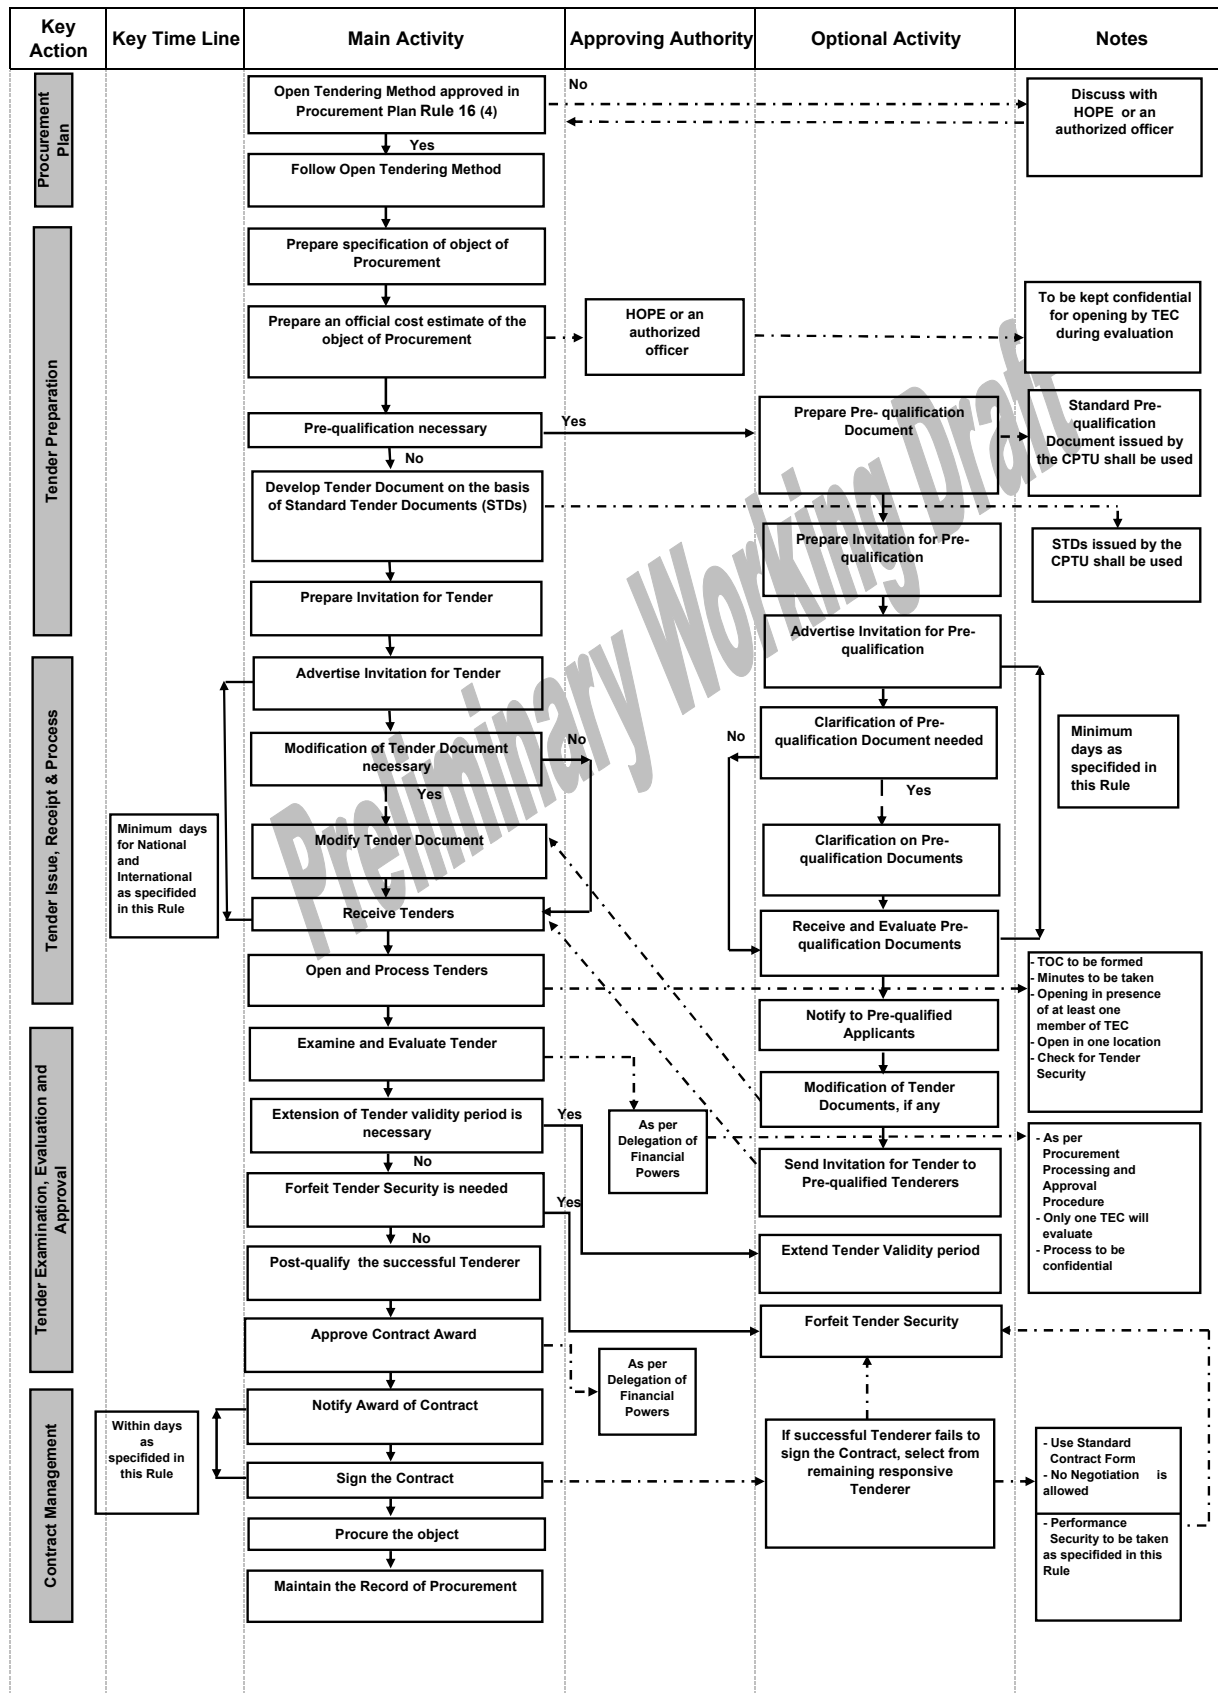 Key
Action
Key Time Line
Main Activity
Approving Authority
Optional Activity
Notes
Procurement
Plan
Open Tendering Method approved in
Procurement Plan Rule 16 (4)
No
Discuss with
HOPE or an
authorized officer
Yes
Follow Open Tendering Method
Tender Preparation
Prepare specification of object of
Procurement
Prepare an official cost estimate of the
object of Procurement
HOPE or an
authorized
officer
To be kept confidential
for opening by TEC
during evaluation
Pre-qualification necessary
Yes
Prepare Pre- qualification
Document
Standard Pre-
qualification
Document issued by
the CPTU shall be used
No
Develop Tender Document on the basis
of Standard Tender Documents (STDs)
Prepare Invitation for Pre-
qualification
STDs issued by the
CPTU shall be used
Prepare Invitation for Tender
Advertise Invitation for Pre-
qualification
Preliminary Working Draft
Tender Issue, Receipt & Process
Advertise Invitation for Tender
Modification of Tender Document
necessary
No
Yes
Clarification of Pre-
qualification Document needed
No
Yes
Minimum
days as
specifided in
this Rule
Minimum days
for National
and
International
as specifided
in this Rule
Modify Tender Document
Clarification on Pre-
qualification Documents
Receive Tenders
Receive and Evaluate Pre-
qualification Documents
Open and Process Tenders
- TOC to be formed
- Minutes to be taken
- Opening in presence
of at least one
member of TEC
- Open in one location
- Check for Tender
Security
Notify to Pre-qualified
Applicants
Tender Examination, Evaluation and
Approval
Examine and Evaluate Tender
Modification of Tender
Documents, if any
Extension of Tender validity period is
necessary
Yes
As per
Delegation of
Financial
Powers
- As per
Procurement
Processing and
Approval
Procedure
- Only one TEC will
evaluate
- Process to be
confidential
No
Send Invitation for Tender to
Pre-qualified Tenderers
Forfeit Tender Security is needed
Yes
No
Extend Tender Validity period
Post-qualify the successful Tenderer
Forfeit Tender Security
Approve Contract Award
As per
Delegation of
Financial
Powers
Contract Management
Notify Award of Contract
Within days
as
specifided in
this Rule
Sign the Contract
If successful Tenderer fails to
sign the Contract, select from
remaining responsive
Tenderer
- Use Standard
Contract Form
- No Negotiation is
allowed
- Performance
Security to be taken
as specifided in this
Rule
Procure the object
Maintain the Record of Procurement